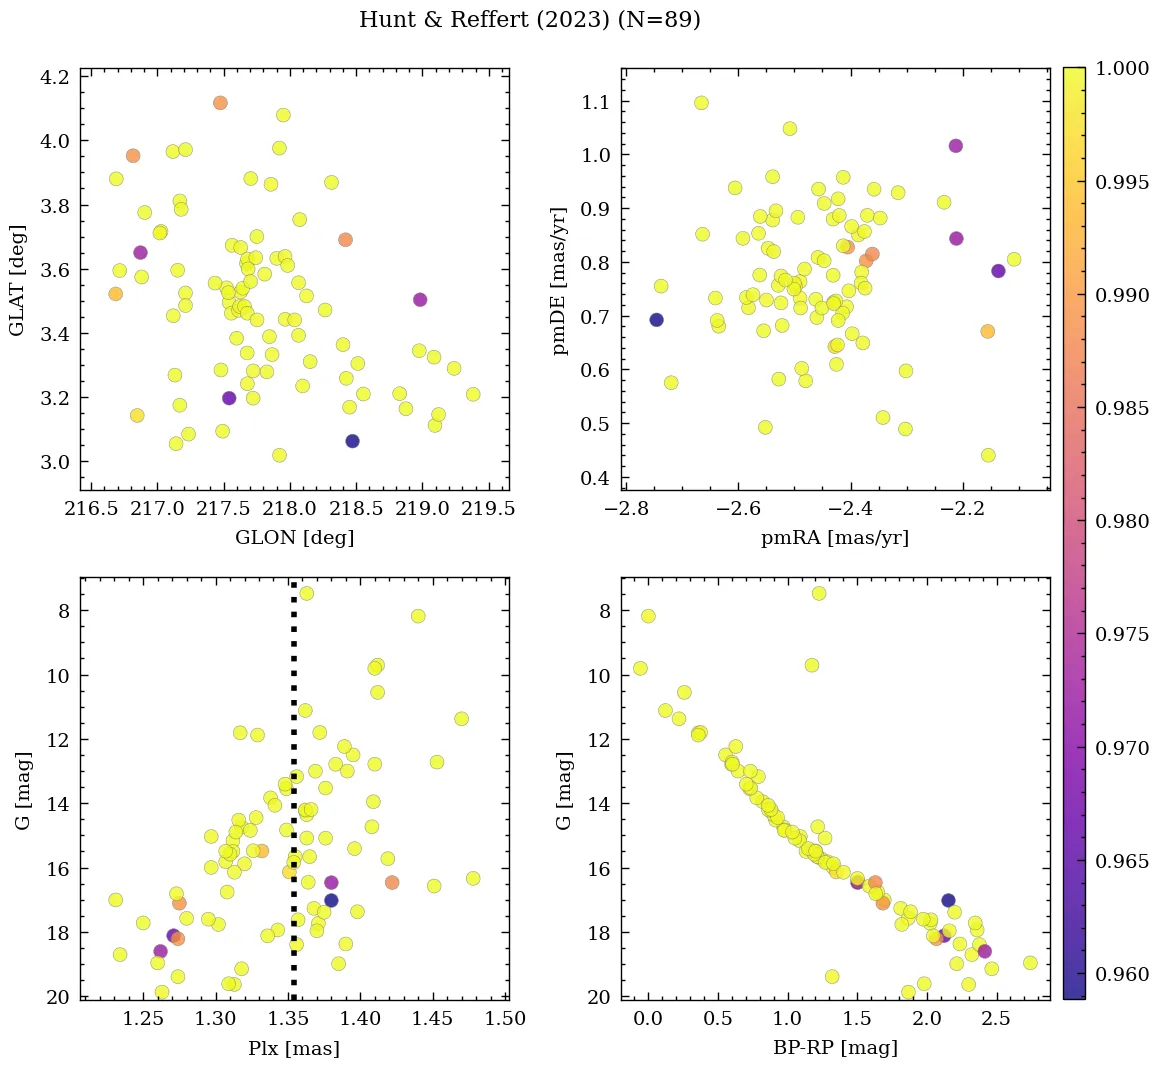 Hunt & Reffert (2023) (N=89)
4.2
4.0
3.8
3.6
3.4
3.2
3.0
GLAT [deg]
216.5 217.0 217.5 218.0 218.5 219.0 219.5
GLON [deg]
1.1
1.0
0.9
0.8
0.7
0.6
0.5
0.4
pmDE [mas/yr]
−2.8 −2.6 −2.4 −2.2
pmRA [mas/yr]
8
10
12
14
16
18
20
G [mag]
1.25 1.30 1.35 1.40 1.45 1.50
Plx [mas]
8
10
12
14
16
18
20
G [mag]
0.0 0.5 1.0 1.5 2.0 2.5
BP-RP [mag]
1.000
0.995
0.990
0.985
0.980
0.975
0.970
0.965
0.960